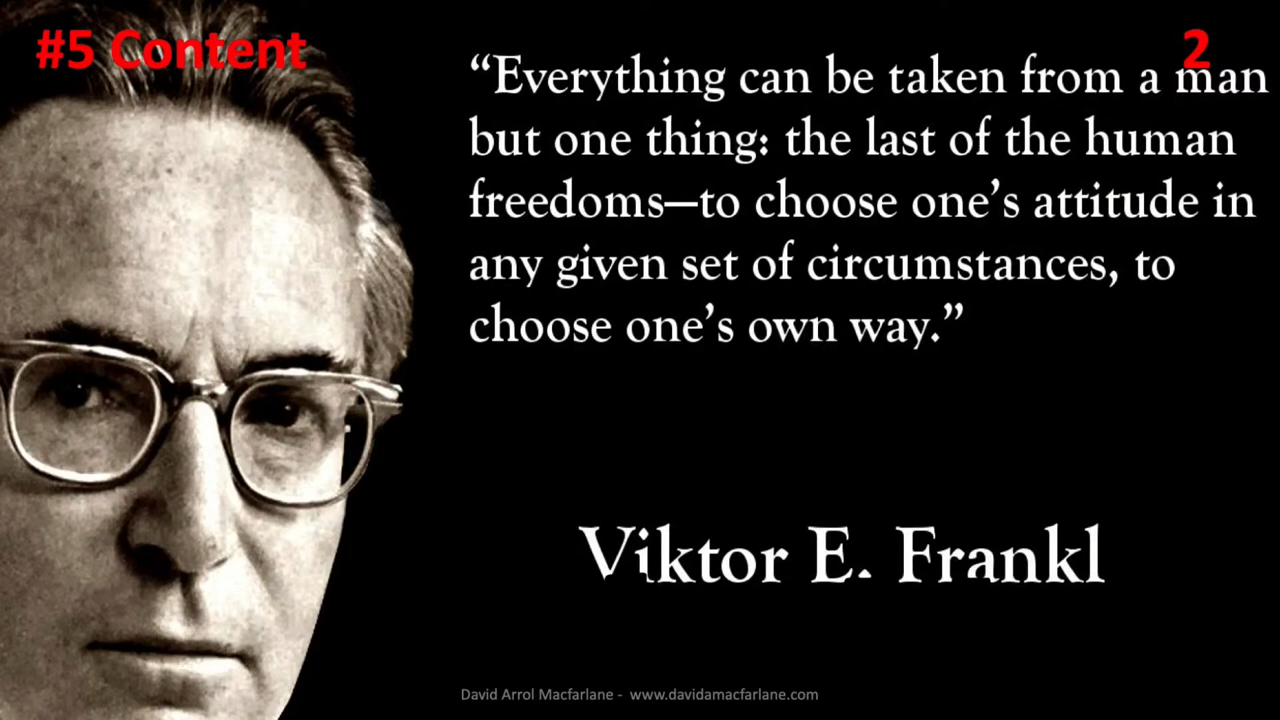 #5 Content
2
“Everything can be taken from a man
but one thing: the last of the human
freedoms—to choose one’s attitude in
any given set of circumstances, to
choose one’s own way.”
Viktor E. Frankl
David Arrol Macfarlane - www.davidamacfarlane.com